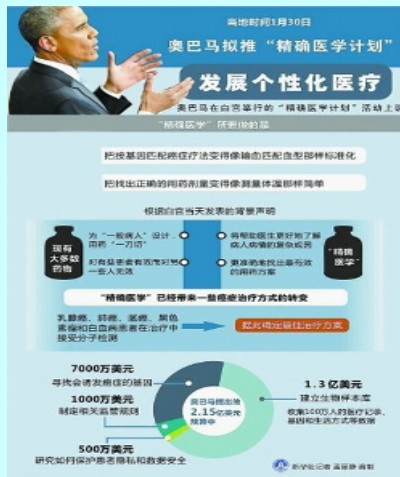 当地时间1月30日
奥巴马拟推“精确医学计划”
发展个性化医疗
奥巴马在白宫举行的“精确医学计划”活动上说
“精确医学”所要做的是
把按基因匹配癌症疗法变得像输血匹配血型那样标准化
把找出正确的用药剂量变得像测量体温那样简单
根据白宫当天发表的背景声明
现有大多数药物
为“一般病人”设计，
用药“一刀切”
对有些患者有效而对另
一些人无效
将帮助医生更好地了解
病人病情的复杂成因
更准确地找出最有效
的用药方案
“精确医学”
“精确医学”已经带来一些癌症治疗方式的转变
乳腺癌、肺癌、肠癌、黑色
素瘤和白血病患者在治疗中
接受分子检测
据此确定最佳治疗方案
7000万美元
寻找会诱发癌症的基因
1000万美元
制定相关监管规则
500万美元
研究如何保护患者隐私和数据安全
奥巴马拟出资
2.15亿美元
1.3亿美元
建立生物样本库
收集100万人的医疗记录、
基因和生活方式等数据
新华社记者